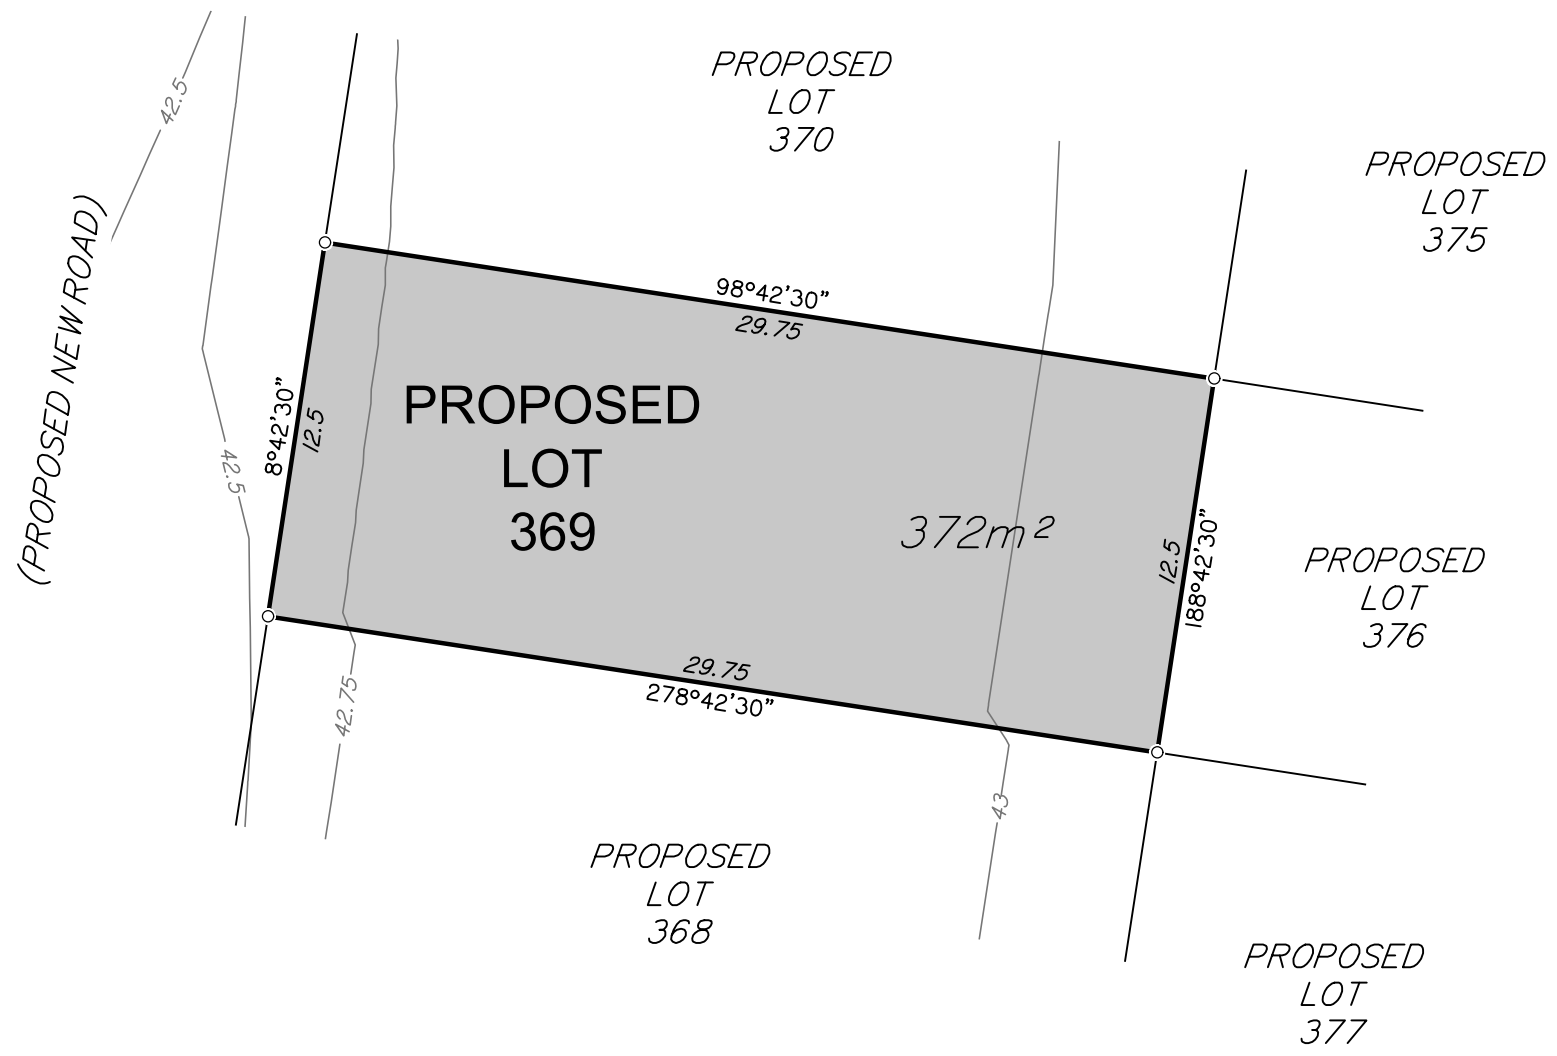 PROPOSED
LOT
370
PROPOSED
LOT
375
42.5
(PROPOSED NEW ROAD)
98°42'30"
29.75
8°42'30"
12.5
PROPOSED
LOT
369
42.5
372m²
12.5
188°42'30"
PROPOSED
LOT
376
29.75
278°42'30"
42.75
43
PROPOSED
LOT
368
PROPOSED
LOT
377